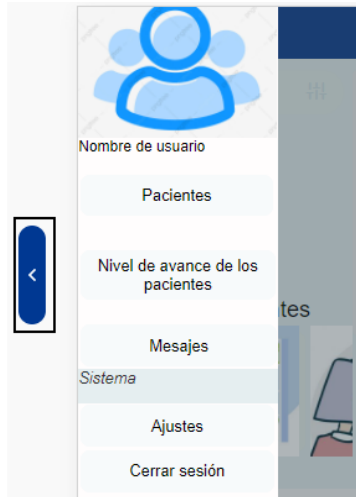 Nombre de usuario
Pacientes
Nivel de avance de los
pacientes
tes
Mesajes
Sistema
Ajustes
Cerrar sesión